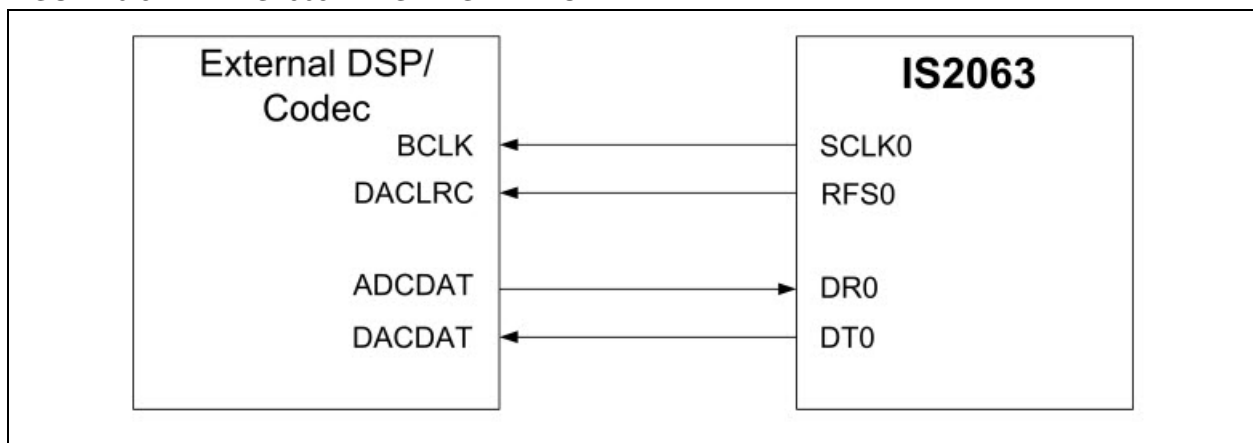 External DSP/
Codec
IS2063
BCLK
SCLK0
DACLRC
RFS0
ADCDAT
DR0
DACDAT
DT0